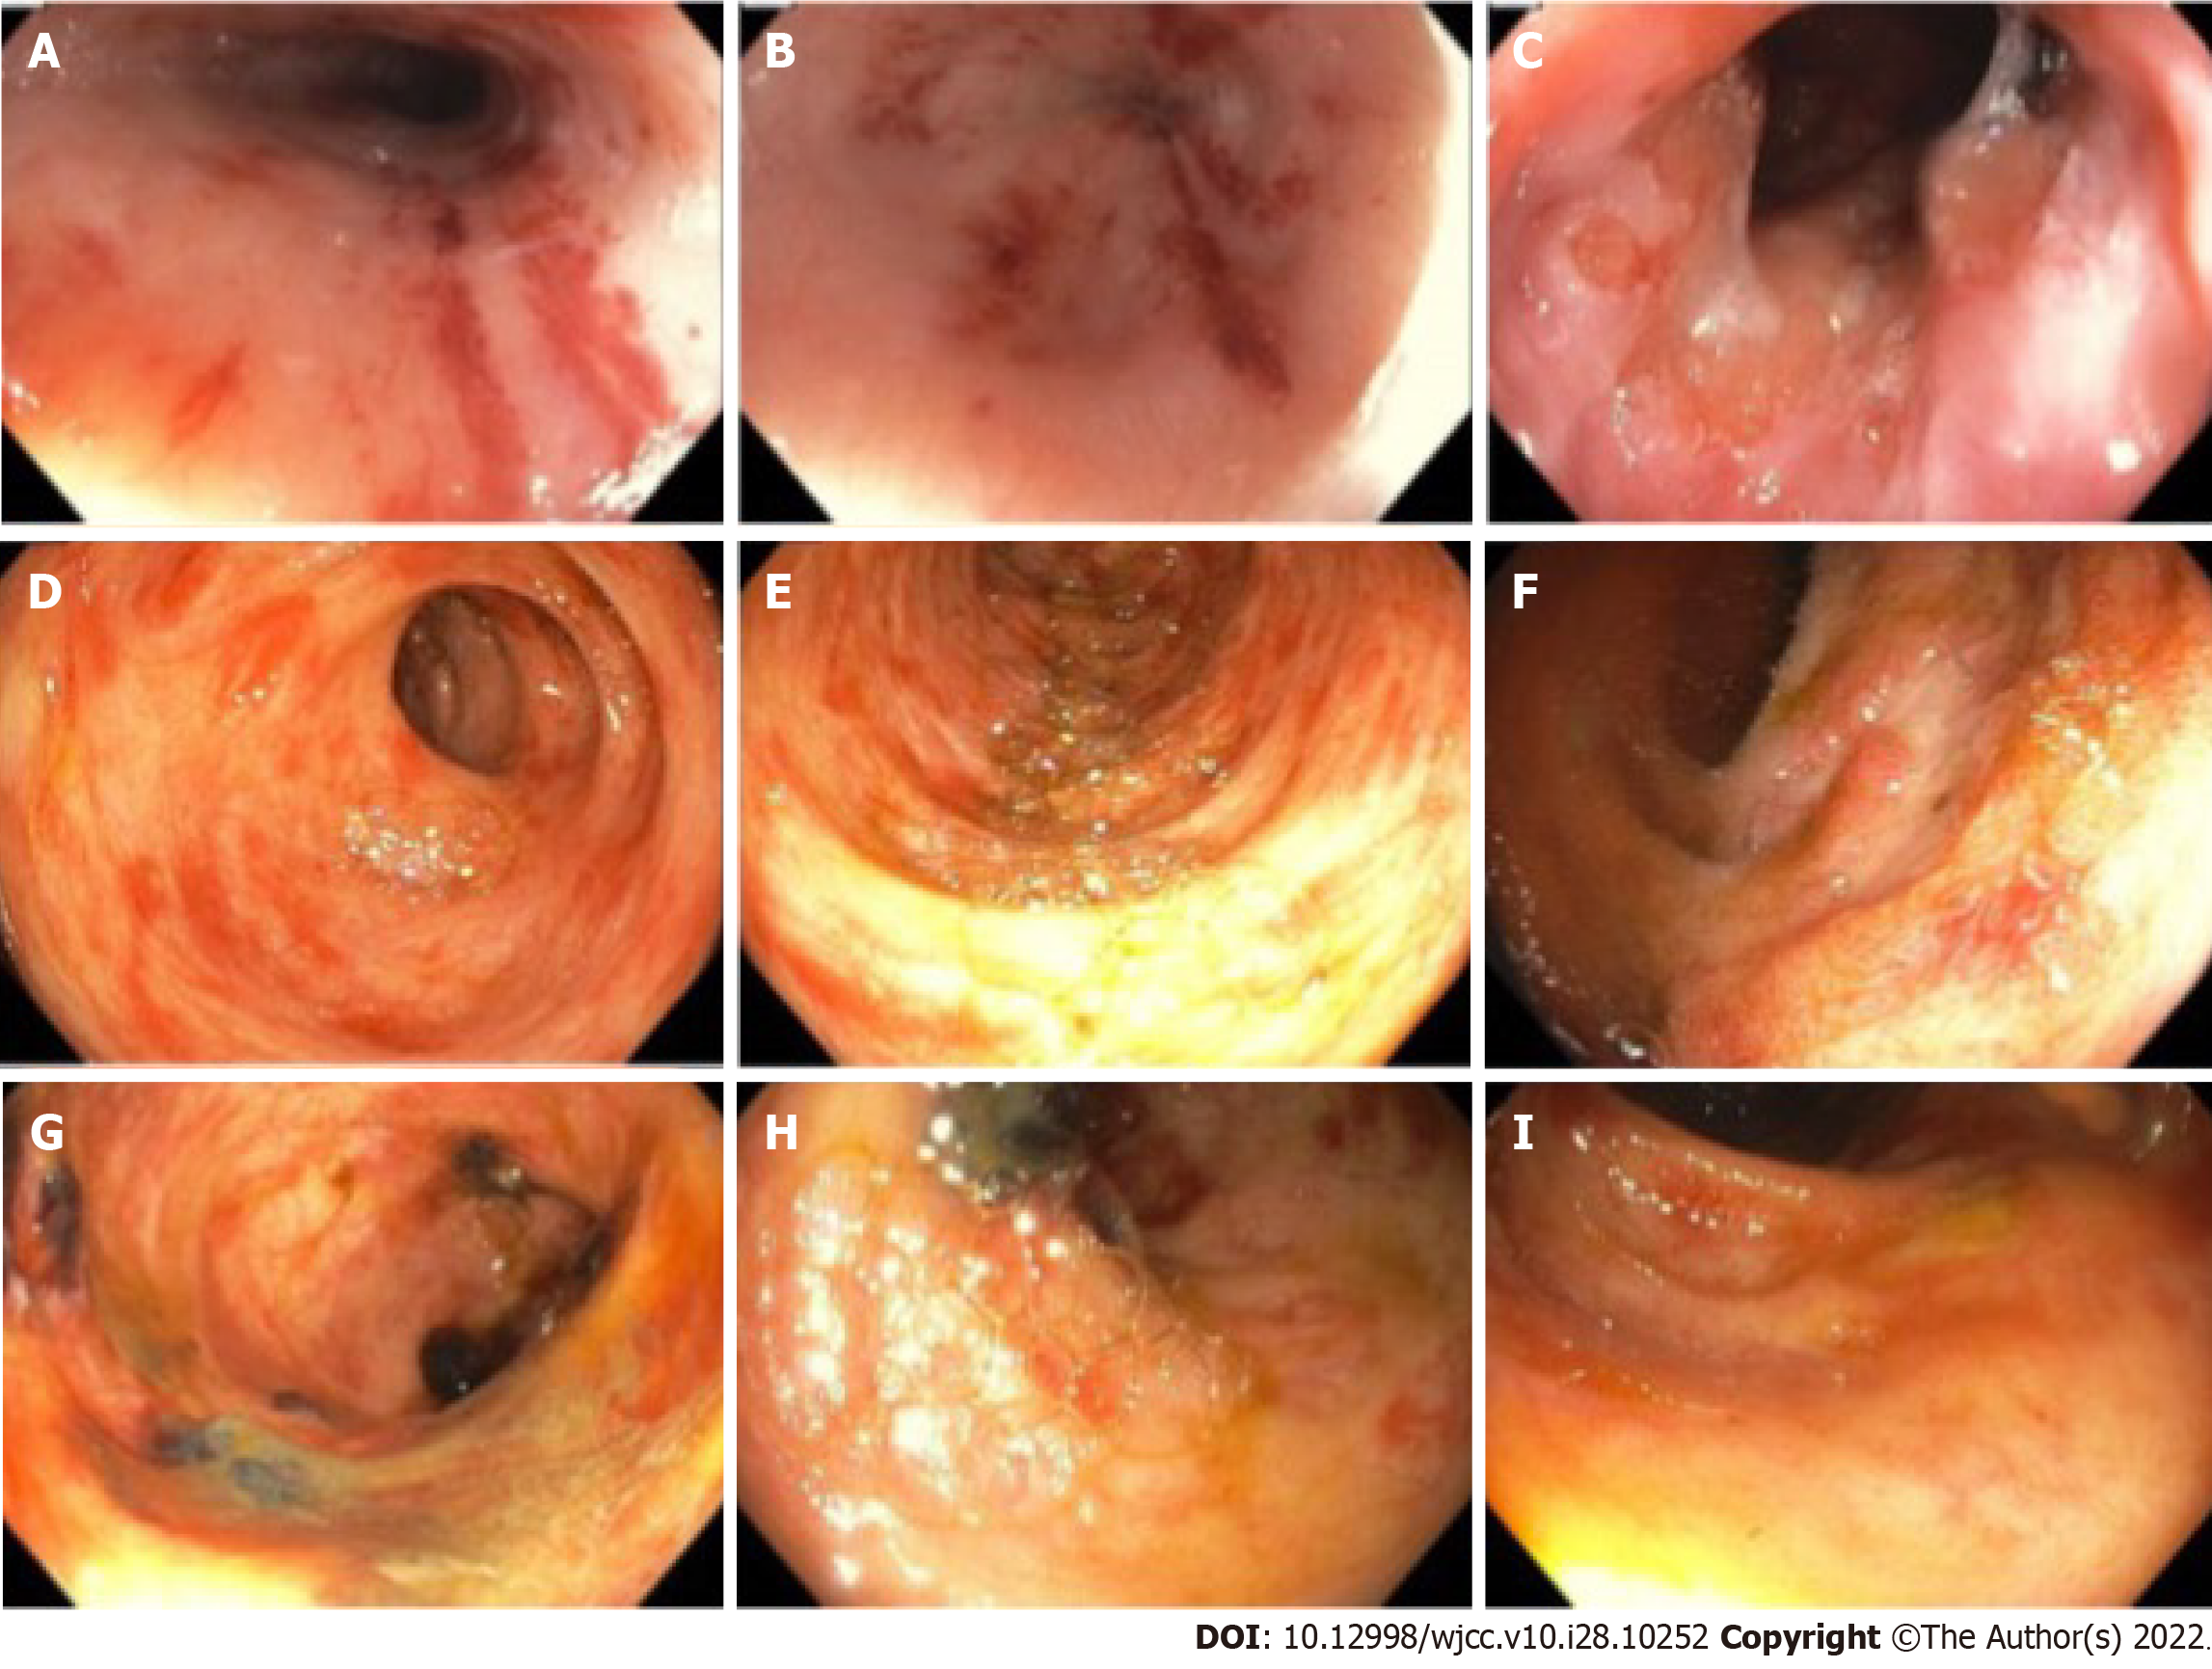 A
B
C
D
E
F
G
H
I
DOI: 10.12998/wjcc.v10.i28.10252 Copyright ©The Author(s) 2022.